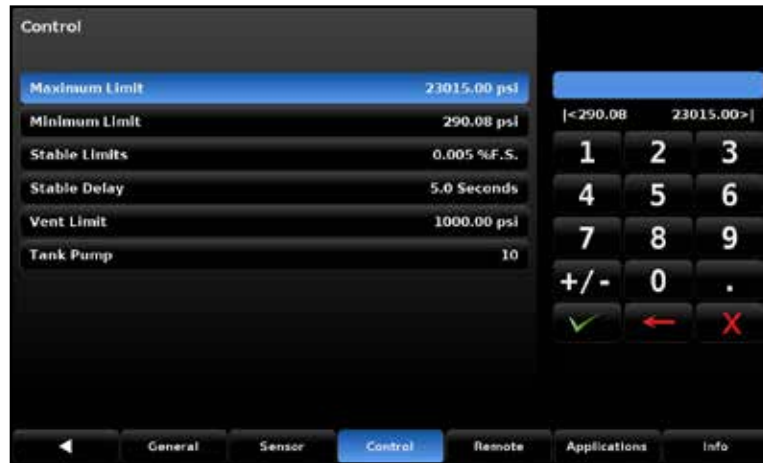 Control
Maximum Limit 23015.00 psi
Minimum Limit 290.08 psi
Stable Limits 0.005 %F.S.
Stable Delay 5.0 Seconds
Vent Limit 1000.00 psi
Tank Pump 10
|<290.08 23015.00>|
1 2 3
4 5 6
7 8 9
+/- 0 .
X
General Sensor Control Remote Applications Info